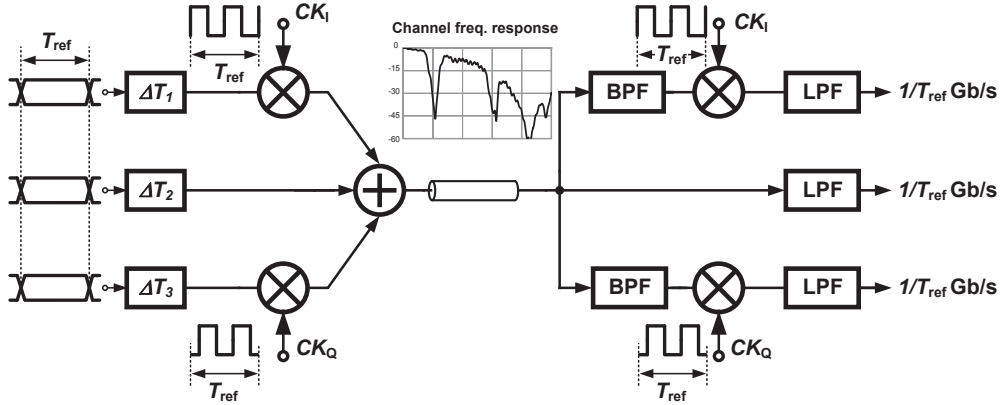 CK_I
T_ref
T_ref
ΔT_1
Channel freq. response
0
-15
-30
-45
-60
CK_I
T_ref
BPF
LPF
1/T_ref Gb/s
ΔT_2
LPF
1/T_ref Gb/s
ΔT_3
CK_Q
T_ref
BPF
LPF
1/T_ref Gb/s
CK_Q
T_ref